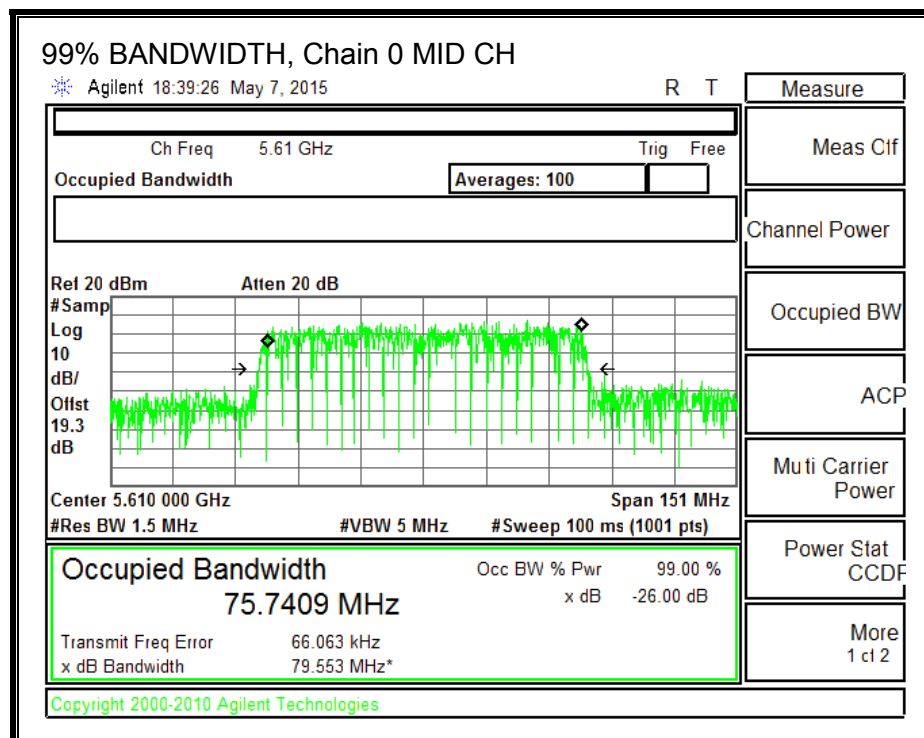 99% BANDWIDTH, Chain 0 MID CH
Agilent 18:39:26 May 7, 2015 R T
Measure
Ch Freq 5.61 GHz Trig Free
Meas Ctf
Occupied Bandwidth Averages: 100
Channel Power
Ref 20 dBm Atten 20 dB
#Samp
Log
10
dB/
Offst
19.3
dB
Occupied BW
ACP
Center 5.610 000 GHz Span 151 MHz
#Res BW 1.5 MHz #VBW 5 MHz #Sweep 100 ms (1001 pts)
Muti Carrier
Power
Occupied Bandwidth Occ BW % Pwr 99.00 %
75.7409 MHz x dB -26.00 dB
Power Stat
CCDF
Transmit Freq Error 66.063 kHz
x dB Bandwidth 79.553 MHz*
More
1 of 2
Copyright 2000-2010 Agilent Technologies